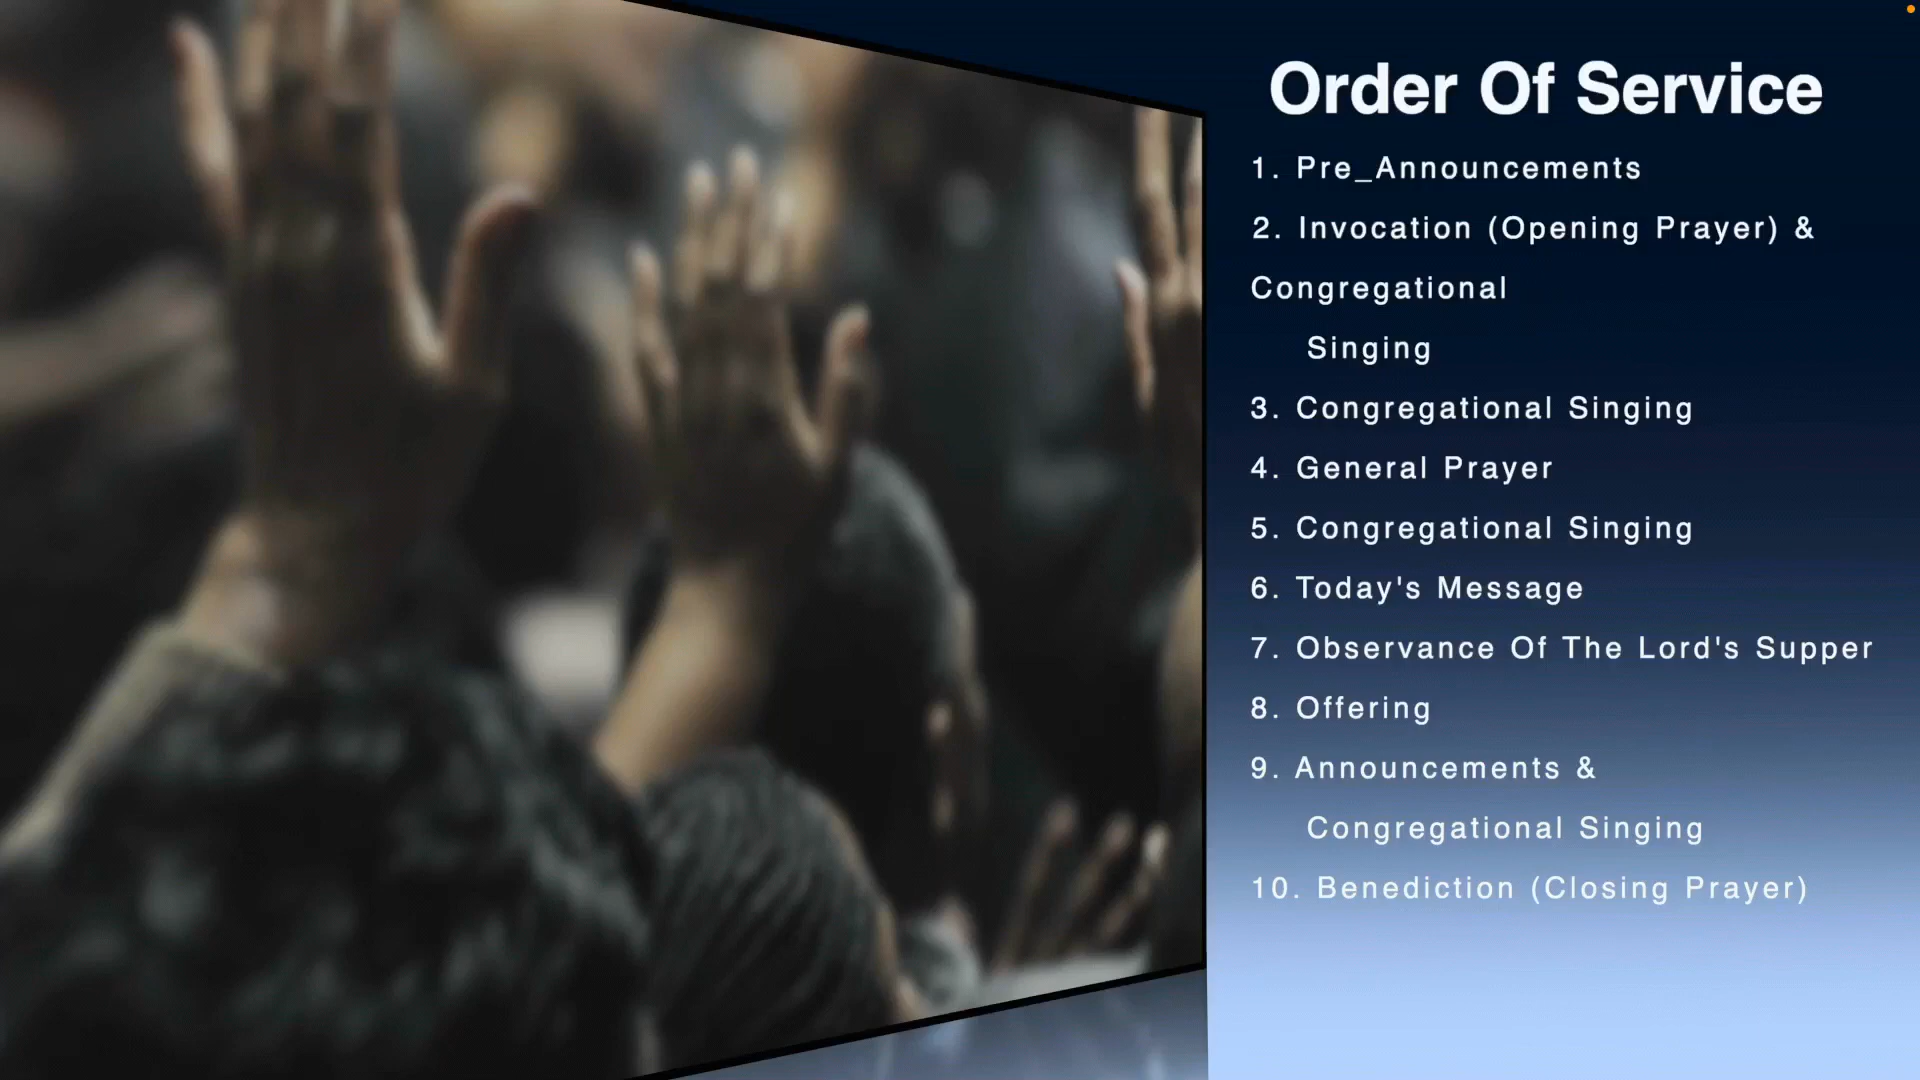 Order Of Service
1. Pre_Announcements
2. Invocation (Opening Prayer) &
Congregational
Singing
3. Congregational Singing
4. General Prayer
5. Congregational Singing
6. Today's Message
7. Observance Of The Lord's Supper
8. Offering
9. Announcements &
Congregational Singing
10. Benediction (Closing Prayer)